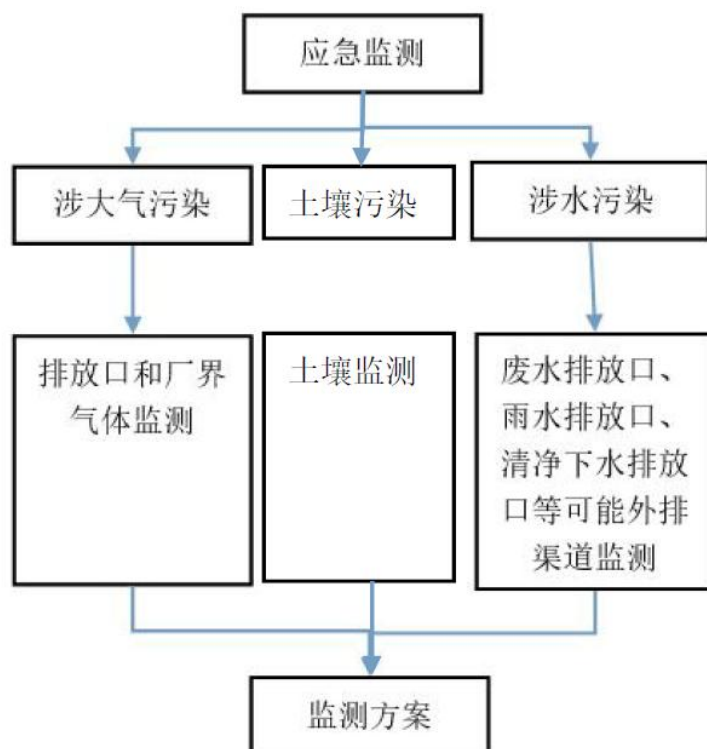 应急监测
涉大气污染
土壤污染
涉水污染
排放口和厂界
气体监测
土壤监测
废水排放口、
雨水排放口、
清净下水排放
口等可能外排
渠道监测
监测方案